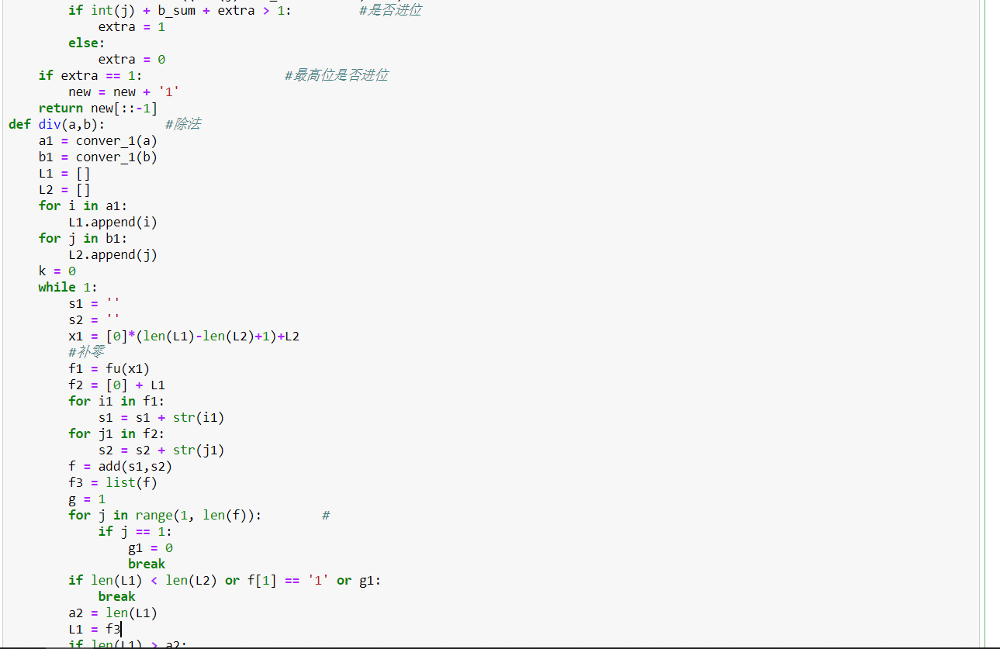 if int(j) + b_sum + extra > 1:         #是否进位
            extra = 1
        else:
            extra = 0
    if extra == 1:                   #最高位是否进位
        new = new + '1'
    return new[::-1]
def div(a,b):        #除法
    a1 = conver_1(a)
    b1 = conver_1(b)
    L1 = []
    L2 = []
    for i in a1:
        L1.append(i)
    for j in b1:
        L2.append(j)
    k = 0
    while 1:
        s1 = ''
        s2 = ''
        x1 = [0]*(len(L1)-len(L2)+1)+L2
        #补零
        f1 = fu(x1)
        f2 = [0] + L1
        for i1 in f1:
            s1 = s1 + str(i1)
        for j1 in f2:
            s2 = s2 + str(j1)
        f = add(s1,s2)
        f3 = list(f)
        g = 1
        for j in range(1, len(f)):        #
            if j == 1:
                g1 = 0
                break
        if len(L1) < len(L2) or f[1] == '1' or g1:
            break
        a2 = len(L1)
        L1 = f3
        if len(L1) > a2: